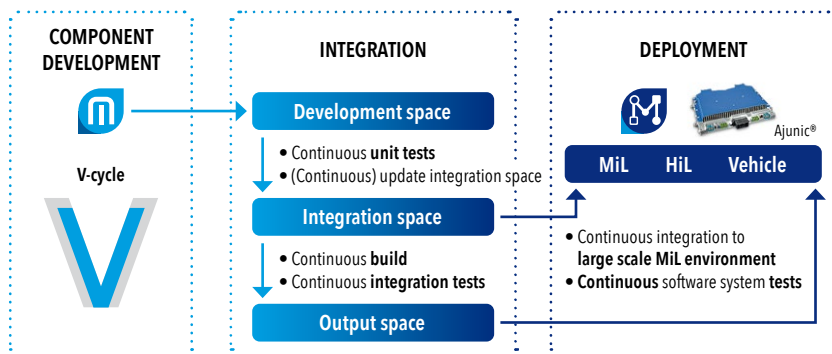 COMPONENT
DEVELOPMENT
V-cycle
INTEGRATION
Development space
• Continuous unit tests
• (Continuous) update integration space
Integration space
• Continuous build
• Continuous integration tests
Output space
DEPLOYMENT
Ajunic®
MiL HiL Vehicle
• Continuous integration to
large scale MiL environment
• Continuous software system tests